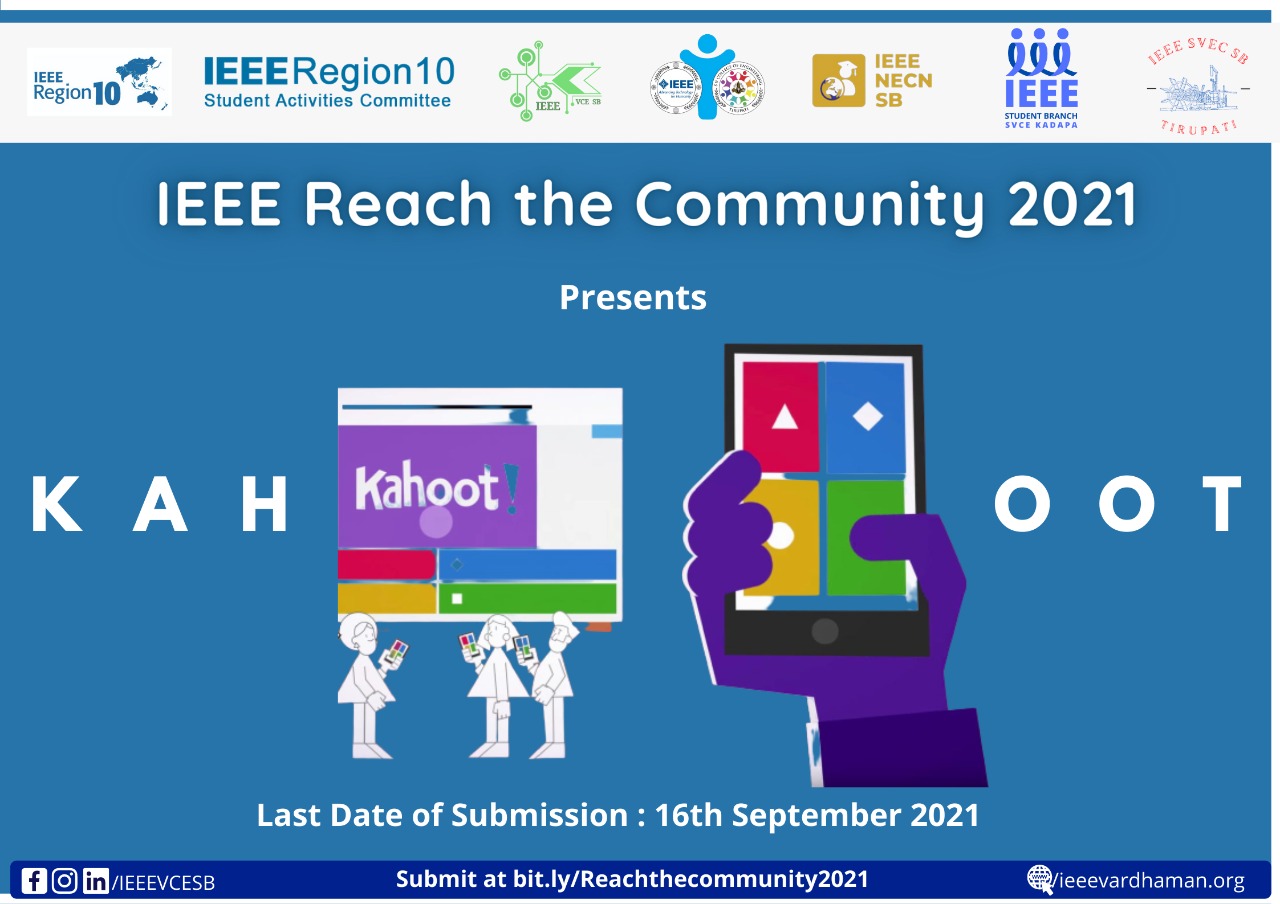 IEEE
Region10
IEEE Region10
Student Activities Committee
IEEE VCE SB
IEEE
IEEE
NECN
SB
IEEE
STUDENT BRANCH
SVCE KADAPA
IEEE SVEC SB
TIRUPATI
IEEE Reach the Community 2021
Presents
K A H
Kahoot!
O O T
Last Date of Submission : 16th September 2021
/IEEEVCESB
Submit at bit.ly/Reachthecommunity2021
/ieeevardhaman.org